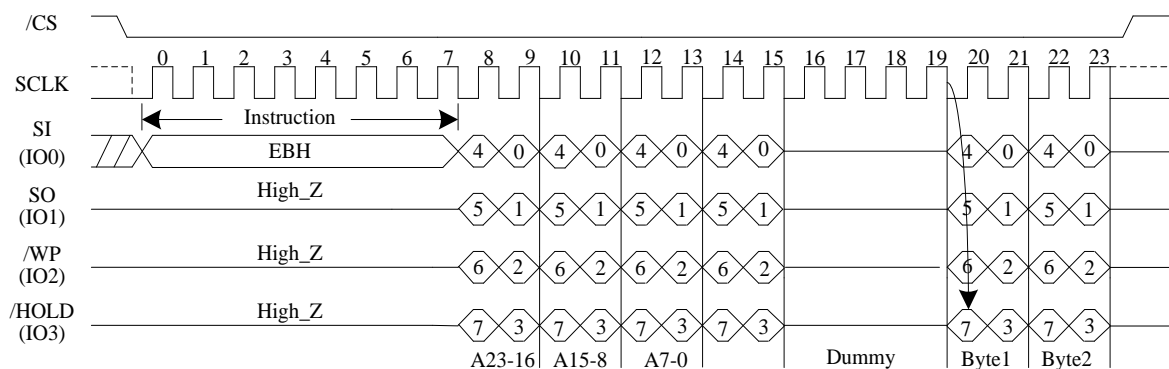 /CS
0 1 2 3 4 5 6 7 8 9 10 11 12 13 14 15 16 17 18 19 20 21 22 23
SCLK
Instruction
SI
(IO0)
EBH
4 0 4 0 4 0 4 0 4 0 4 0
SO
(IO1)
High_Z
5 1 5 1 5 1 5 1 5 1 5 1
/WP
(IO2)
High_Z
6 2 6 2 6 2 6 2 6 2 6 2
/HOLD
(IO3)
High_Z
7 3 7 3 7 3 7 3 7 3 7 3
A23-16 A15-8 A7-0 Dummy Byte1 Byte2